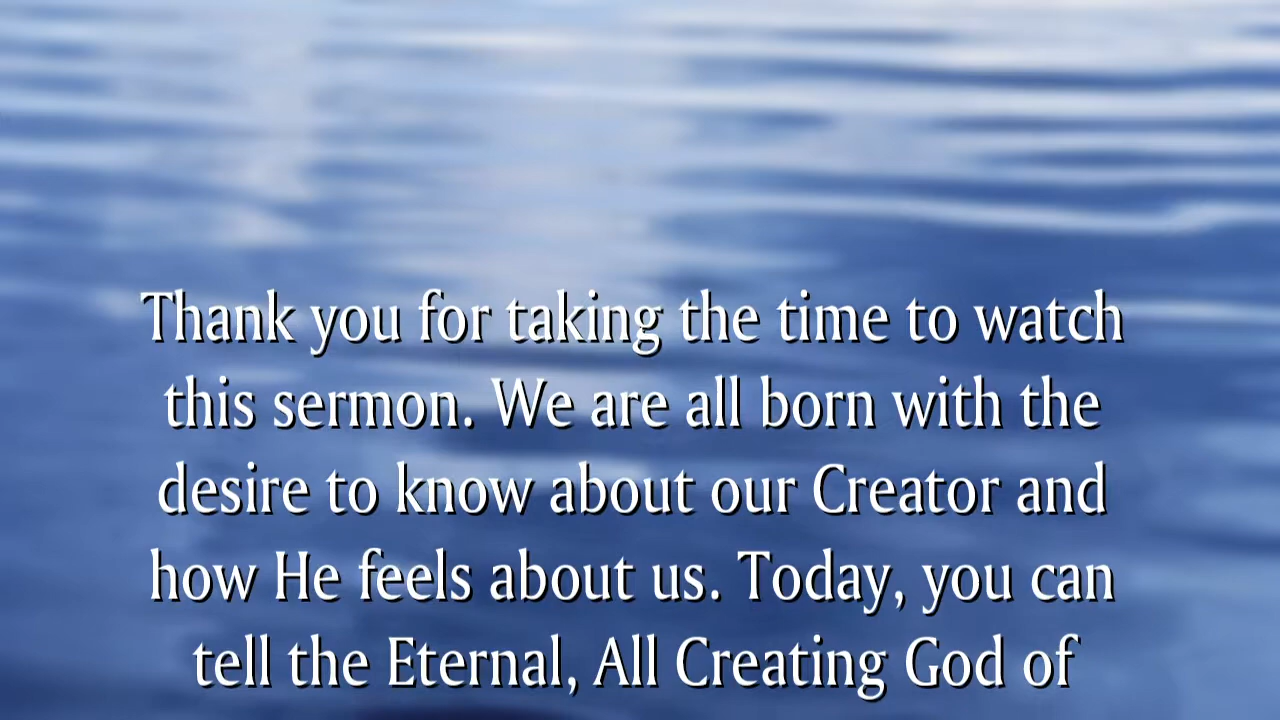 Thank you for taking the time to watch
this sermon. We are all born with the
desire to know about our Creator and
how He feels about us. Today, you can
tell the Eternal, All Creating God of